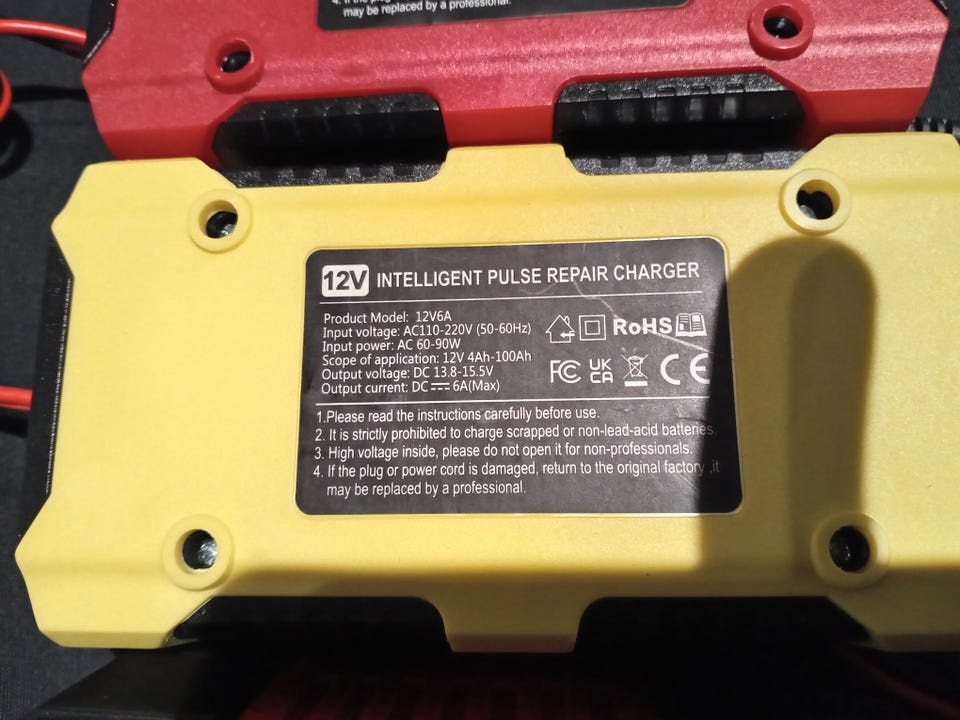 4. If the plug
may be replaced by a professional.
12V INTELLIGENT PULSE REPAIR CHARGER
Product Model: 12V6A
Input voltage: AC110-220V (50-60Hz)
Input power: AC 60-90W
Scope of application: 12V 4Ah-100Ah
Output voltage: DC 13.8-15.5V
Output current: DC 6A(Max)
RoHS
FC UK CA CE
1.Please read the instructions carefully before use.
2. It is strictly prohibited to charge scrapped or non-lead-acid batteries.
3. High voltage inside, please do not open it for non-professionals.
4. If the plug or power cord is damaged, return to the original factory ,it
may be replaced by a professional.